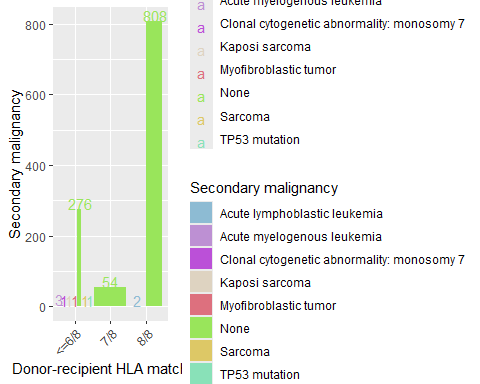 Secondary malignancy
800
600
400
200
0
808
276
54
2
3
1
<=6/8
7/8
8/8
Donor-recipient HLA matcl
a Acute myelogenous leukemia
a Clonal cytogenetic abnormality: monosomy 7
a Kaposi sarcoma
a Myofibroblastic tumor
a None
a Sarcoma
a TP53 mutation
Secondary malignancy
Acute lymphoblastic leukemia
Acute myelogenous leukemia
Clonal cytogenetic abnormality: monosomy 7
Kaposi sarcoma
Myofibroblastic tumor
None
Sarcoma
TP53 mutation